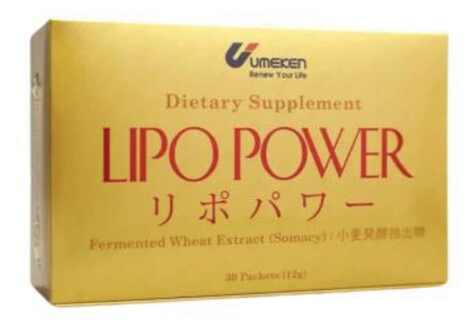 UMEKEN
Renew Your Life
Dietary Supplement
LIPO POWER
リポパワー
Fermented Wheat Extract (Somacy) / 小麦発酵抽出糖
30 Packets (12g)